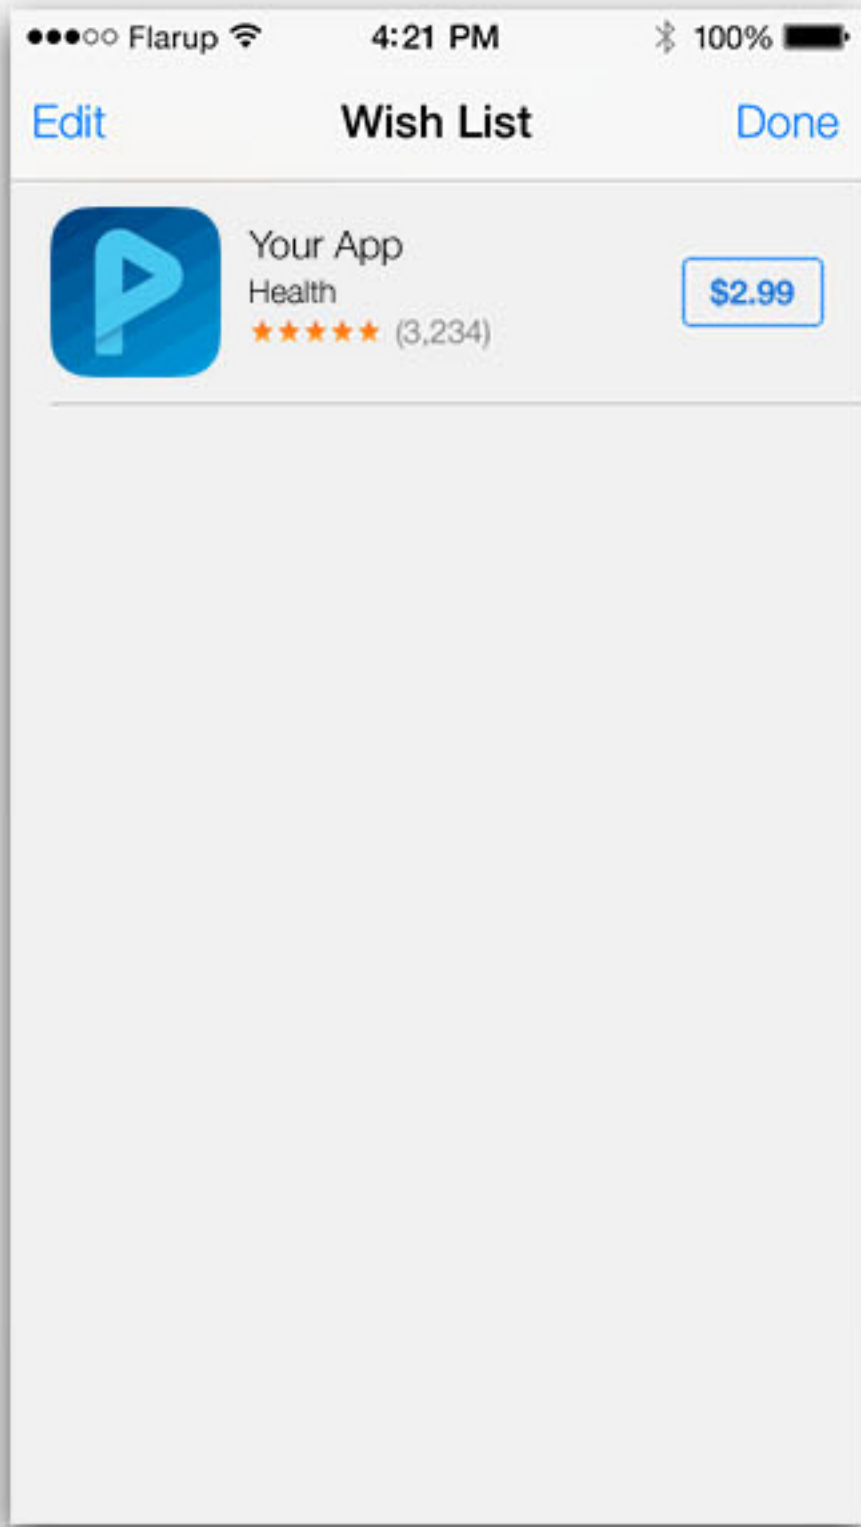 Flarup 4:21 PM 100%
Edit Wish List Done
Your App
Health
(3,234)
$2.99